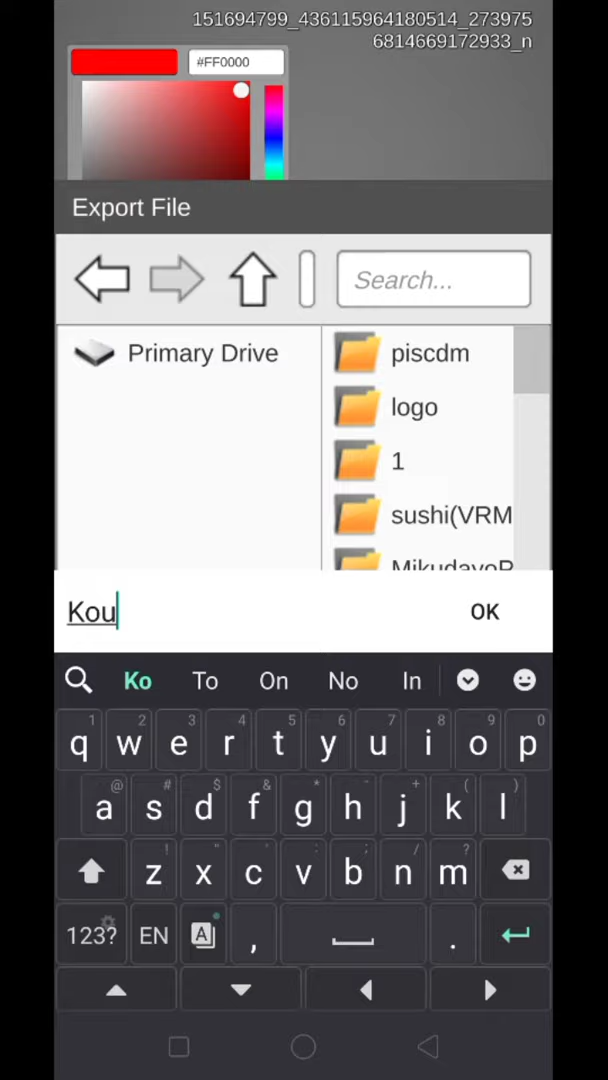 151694799_436115964180514_273975
6814669172933_n
#FF0000
Export File
Search...
Primary Drive
piscdm
logo
1
sushi(VRM
Kou
OK
Ko To On No In
1 2 3 4 5 6 7 8 9 0
q w e r t y u i o p
@ # $ & * - + ( )
a s d f g h j k l
! " ' : ; / ?
z x c v b n m
123? EN A , .